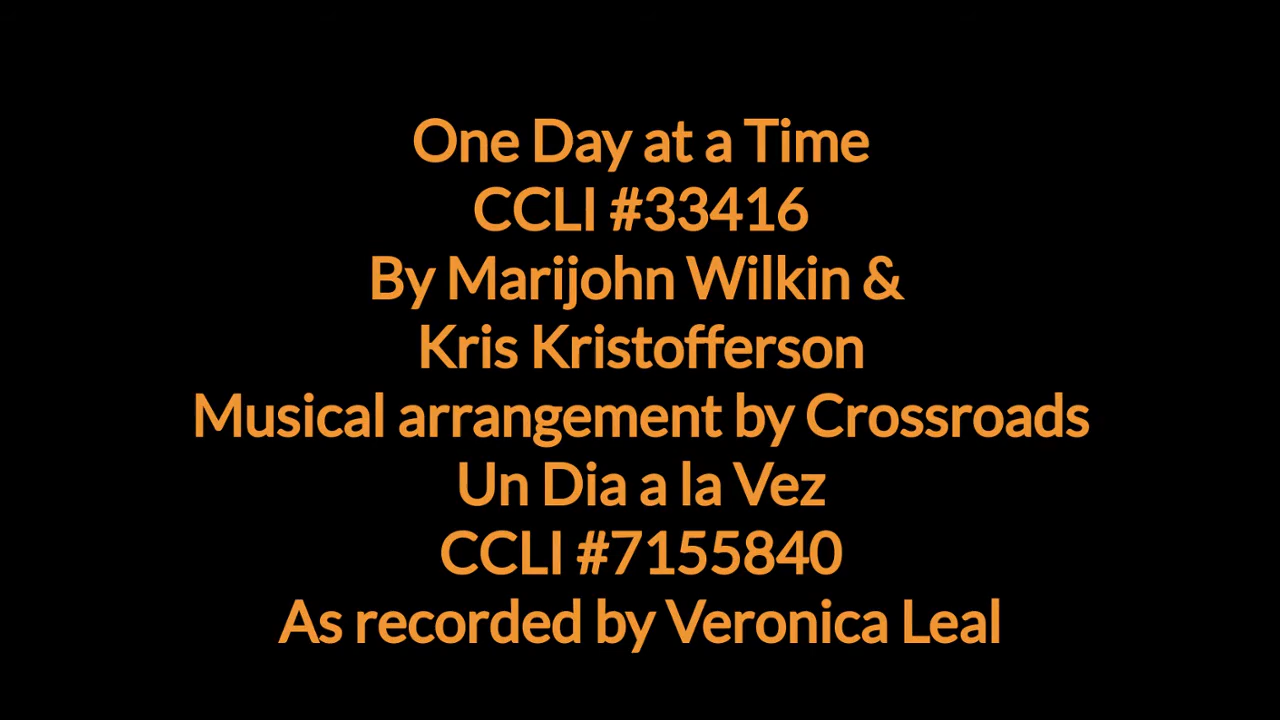 One Day at a Time
CCLI #33416
By Marijohn Wilkin &
Kris Kristofferson
Musical arrangement by Crossroads
Un Dia a la Vez
CCLI #7155840
As recorded by Veronica Leal